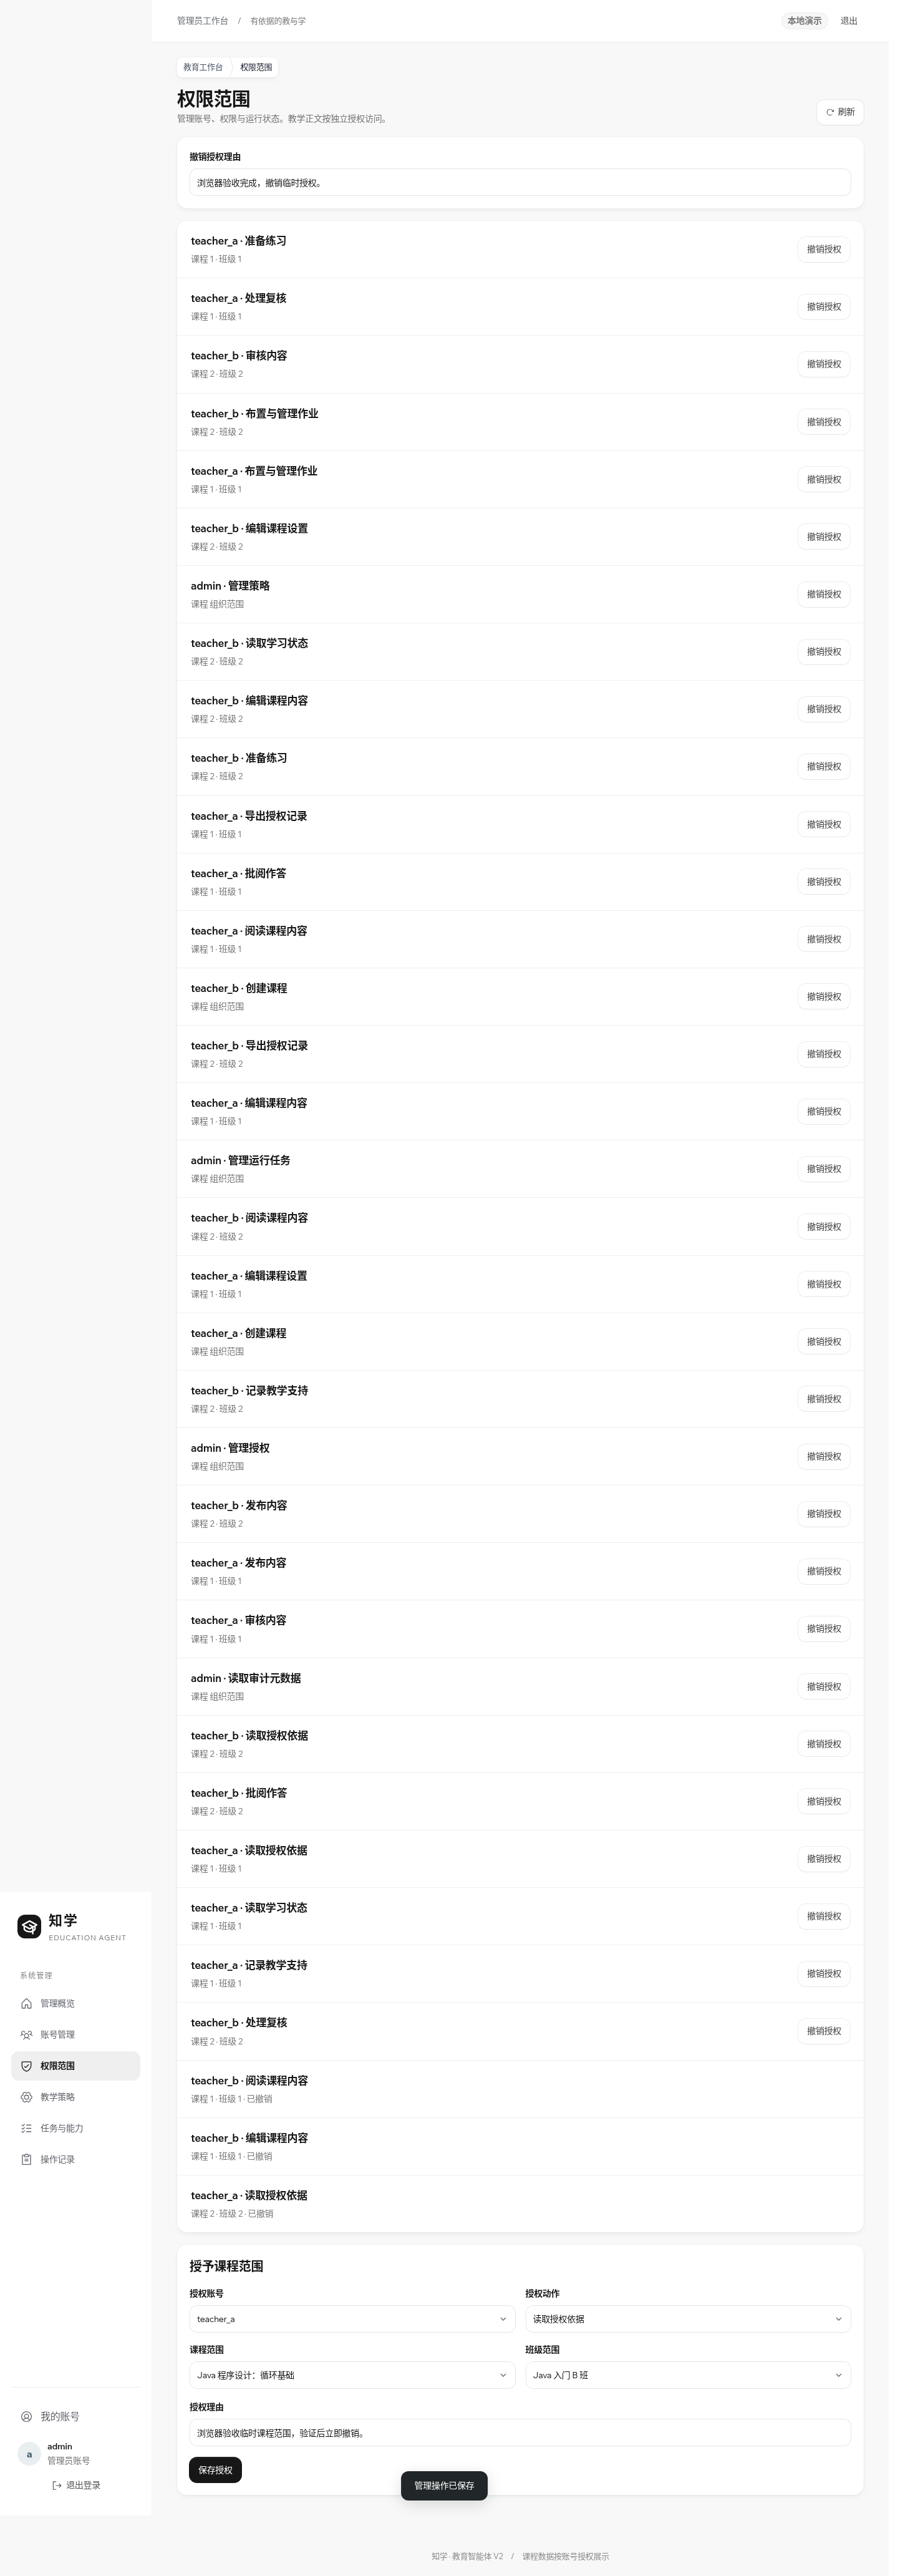 管理员工作台 / 有依据的教与学
本地演示 退出
教育工作台 权限范围
权限范围
管理账号、权限与运行状态。教学正文按独立授权访问。
刷新
撤销授权理由
浏览器验收完成，撤销临时授权。
teacher_a · 准备练习
课程 1 · 班级 1
撤销授权
teacher_a · 处理复核
课程 1 · 班级 1
撤销授权
teacher_b · 审核内容
课程 2 · 班级 2
撤销授权
teacher_b · 布置与管理作业
课程 2 · 班级 2
撤销授权
teacher_a · 布置与管理作业
课程 1 · 班级 1
撤销授权
teacher_b · 编辑课程设置
课程 2 · 班级 2
撤销授权
admin · 管理策略
课程 组织范围
撤销授权
teacher_b · 读取学习状态
课程 2 · 班级 2
撤销授权
teacher_b · 编辑课程内容
课程 2 · 班级 2
撤销授权
teacher_b · 准备练习
课程 2 · 班级 2
撤销授权
teacher_a · 导出授权记录
课程 1 · 班级 1
撤销授权
teacher_a · 批阅作答
课程 1 · 班级 1
撤销授权
teacher_a · 阅读课程内容
课程 1 · 班级 1
撤销授权
teacher_b · 创建课程
课程 组织范围
撤销授权
teacher_b · 导出授权记录
课程 2 · 班级 2
撤销授权
teacher_a · 编辑课程内容
课程 1 · 班级 1
撤销授权
admin · 管理运行任务
课程 组织范围
撤销授权
teacher_b · 阅读课程内容
课程 2 · 班级 2
撤销授权
teacher_a · 编辑课程设置
课程 1 · 班级 1
撤销授权
teacher_a · 创建课程
课程 组织范围
撤销授权
teacher_b · 记录教学支持
课程 2 · 班级 2
撤销授权
admin · 管理授权
课程 组织范围
撤销授权
teacher_b · 发布内容
课程 2 · 班级 2
撤销授权
teacher_a · 发布内容
课程 1 · 班级 1
撤销授权
teacher_a · 审核内容
课程 1 · 班级 1
撤销授权
admin · 读取审计元数据
课程 组织范围
撤销授权
teacher_b · 读取授权依据
课程 2 · 班级 2
撤销授权
teacher_b · 批阅作答
课程 2 · 班级 2
撤销授权
teacher_a · 读取授权依据
课程 1 · 班级 1
撤销授权
teacher_a · 读取学习状态
课程 1 · 班级 1
撤销授权
teacher_a · 记录教学支持
课程 1 · 班级 1
撤销授权
teacher_b · 处理复核
课程 2 · 班级 2
撤销授权
teacher_b · 阅读课程内容
课程 1 · 班级 1 · 已撤销
teacher_b · 编辑课程内容
课程 1 · 班级 1 · 已撤销
teacher_a · 读取授权依据
课程 2 · 班级 2 · 已撤销
知学
EDUCATION AGENT
系统管理
管理概览
账号管理
权限范围
教学策略
任务与能力
操作记录
我的账号
a
admin
管理员账号
退出登录
授予课程范围
授权账号
teacher_a
授权动作
读取授权依据
课程范围
Java 程序设计：循环基础
班级范围
Java 入门 B 班
授权理由
浏览器验收临时课程范围，验证后立即撤销。
授权
保存授权
管理操作已保存
知学 · 教育智能体 V2 / 课程数据按账号授权展示